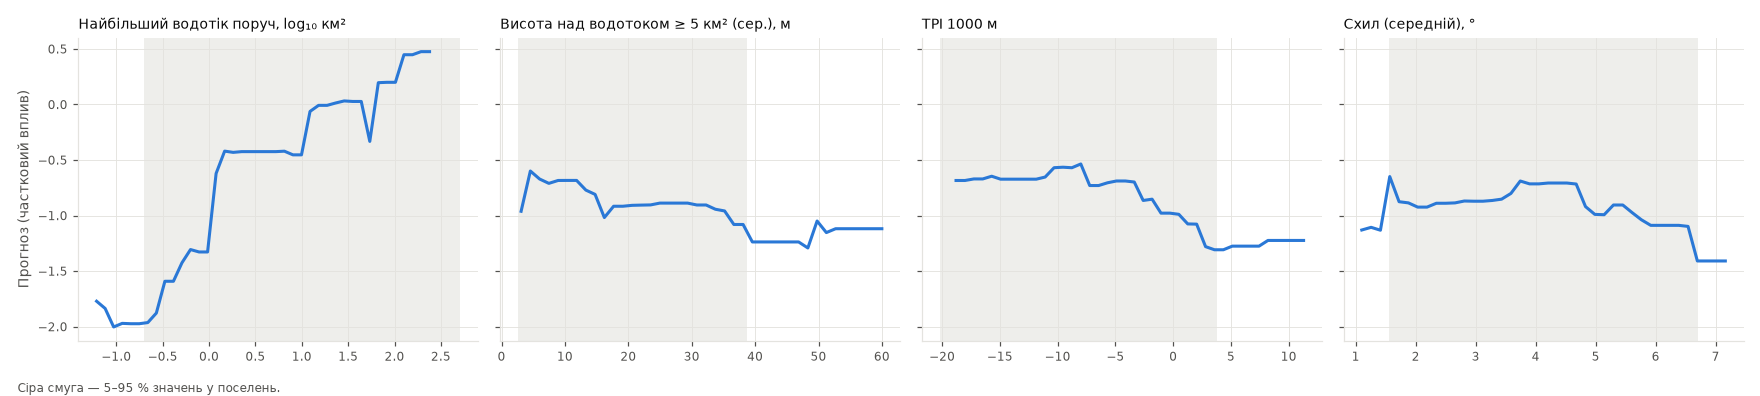 Найбільший водотік поруч, log₁₀ км²
Висота над водотоком ≥ 5 км² (сер.), м
TPI 1000 м
Схил (середній), °
Прогноз (частковий вплив)
0.5
0.0
−0.5
−1.0
−1.5
−2.0
−1.0 −0.5 0.0 0.5 1.0 1.5 2.0 2.5
0 10 20 30 40 50 60
−20 −15 −10 −5 0 5 10
1 2 3 4 5 6 7
Сіра смуга — 5–95 % значень у поселень.